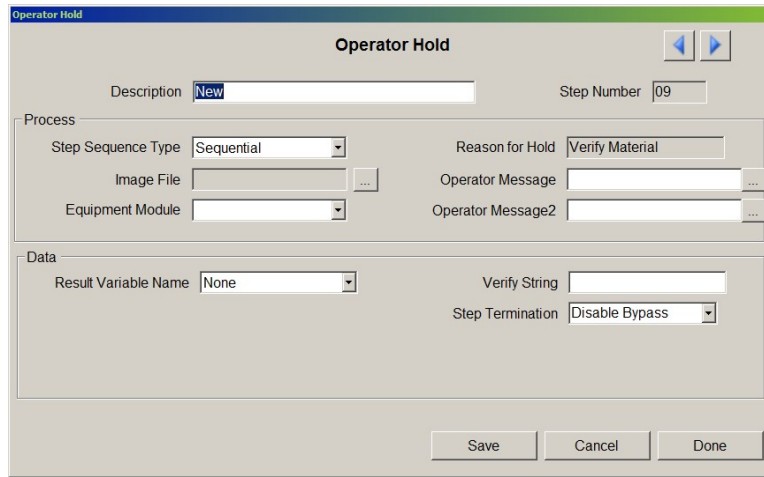 Operator Hold
Operator Hold
Description New Step Number 09
Process
Step Sequence Type Sequential Reason for Hold Verify Material
Image File ... Operator Message ...
Equipment Module Operator Message2 ...
Data
Result Variable Name None Verify String
Step Termination Disable Bypass
Save Cancel Done